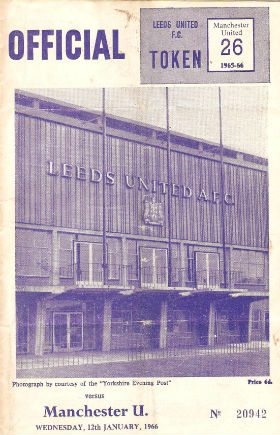 OFFICIAL
LEEDS UNITED
F.C.
TOKEN
Manchester
United
26
1965-66
LEEDS UNITED A.F.C.
Photograph by courtesy of the "Yorkshire Evening Post"
Price 6d.
versus
Manchester U.
WEDNESDAY, 12th JANUARY, 1966
Nº 20942